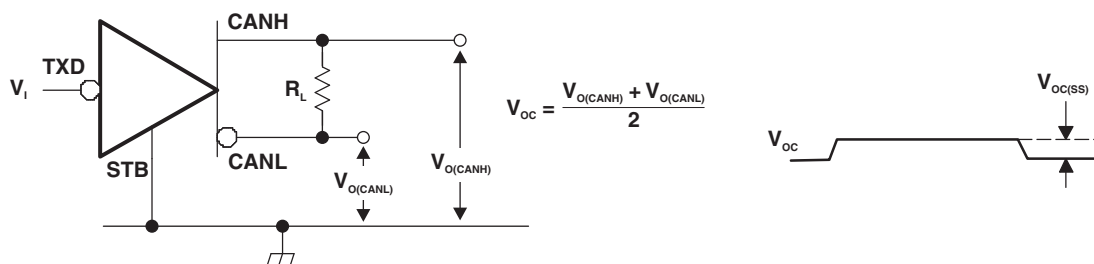 CANH
TXD
V_I
R_L
STB
CANL
V_O(CANL)
V_O(CANH)
V_OC = V_O(CANH) + V_O(CANL)
2
V_OC
V_OC(SS)